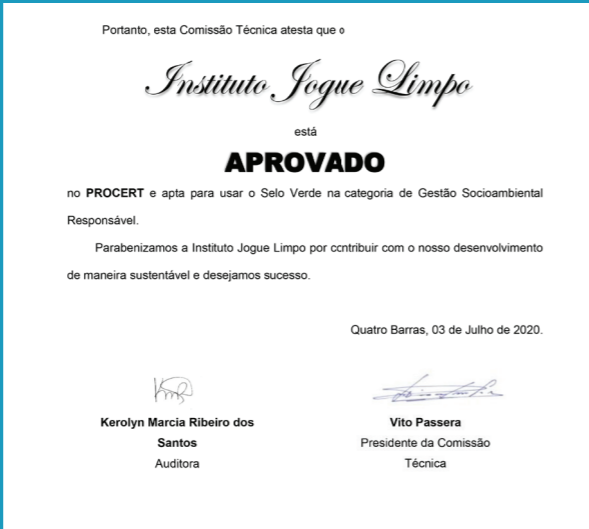 Portanto, esta Comissão Técnica atesta que o
Instituto Jogue Limpo
está
APROVADO
no PROCERT e apta para usar o Selo Verde na categoria de Gestão Socioambiental
Responsável.
Parabenizamos a Instituto Jogue Limpo por contribuir com o nosso desenvolvimento
de maneira sustentável e desejamos sucesso.
Quatro Barras, 03 de Julho de 2020.
Kerolyn Marcia Ribeiro dos
Santos
Auditora
Vito Passera
Presidente da Comissão
Técnica